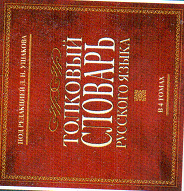 ПОД РЕДАКЦИЕЙ Д. Н. УШАКОВА
ТОЛКОВЫЙ
СЛОВАРЬ
РУССКОГО ЯЗЫКА
В 4 ТОМАХ